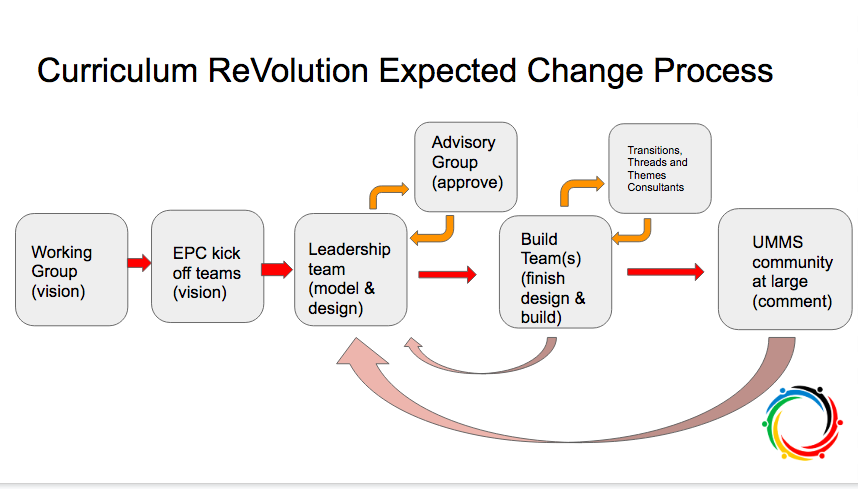 Curriculum ReVolution Expected Change Process
Advisory
Group
(approve)
Transitions,
Threads and
Themes
Consultants
Working
Group
(vision)
EPC kick
off teams
(vision)
Leadership
team
(model &
design)
Build
Team(s)
(finish
design &
build)
UMMS
community
at large
(comment)